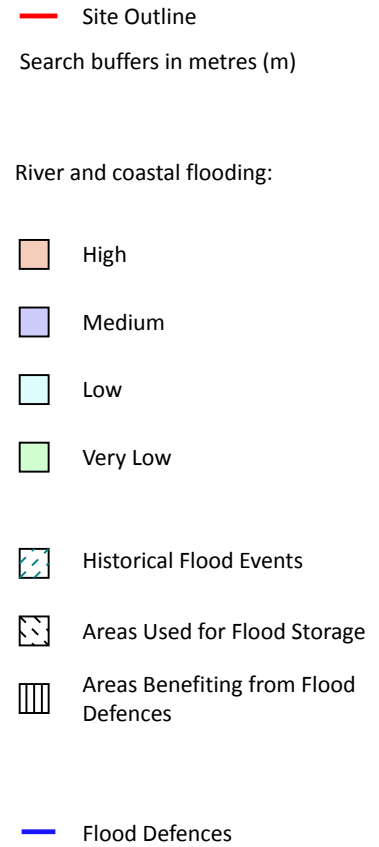 Site Outline
Search buffers in metres (m)
River and coastal flooding:
High
Medium
Low
Very Low
Historical Flood Events
Areas Used for Flood Storage
Areas Benefiting from Flood
Defences
Flood Defences